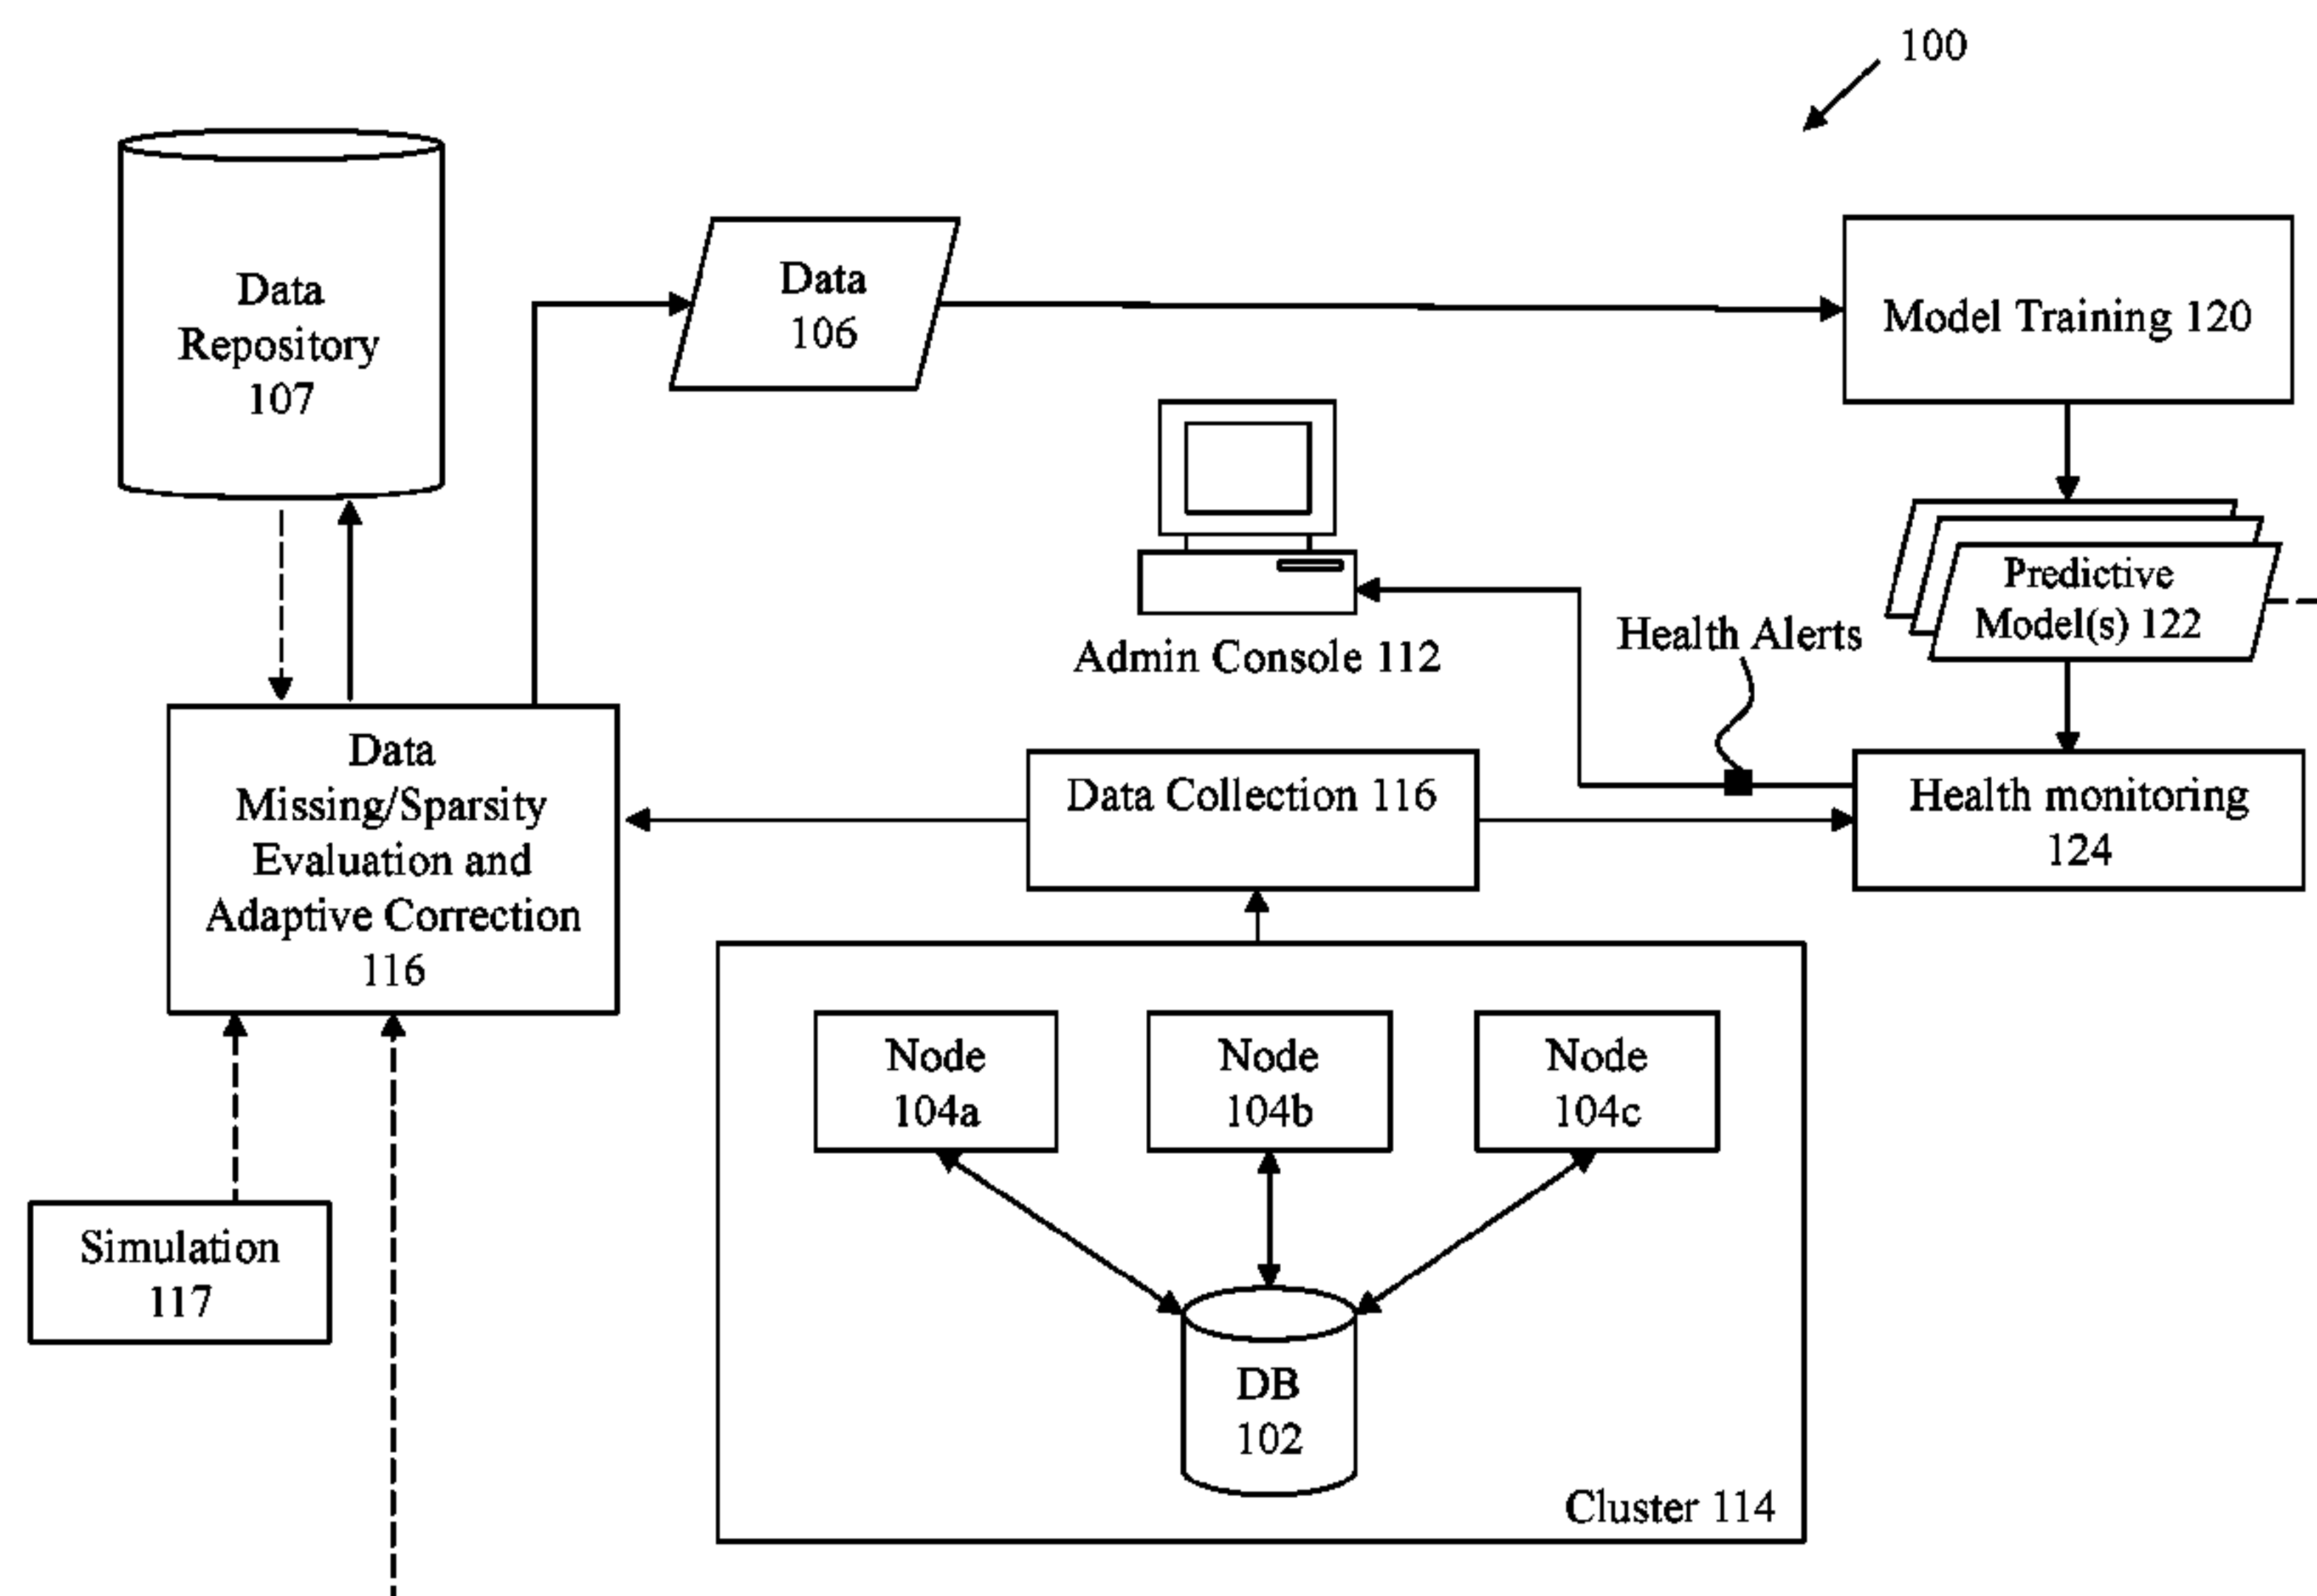 100
Data
Repository
107
Data
106
Model Training 120
Admin Console 112
Health Alerts
Predictive
Model(s) 122
Data
Missing/Sparsity
Evaluation and
Adaptive Correction
116
Data Collection 116
Health monitoring
124
Node
104a
Node
104b
Node
104c
Simulation
117
DB
102
Cluster 114